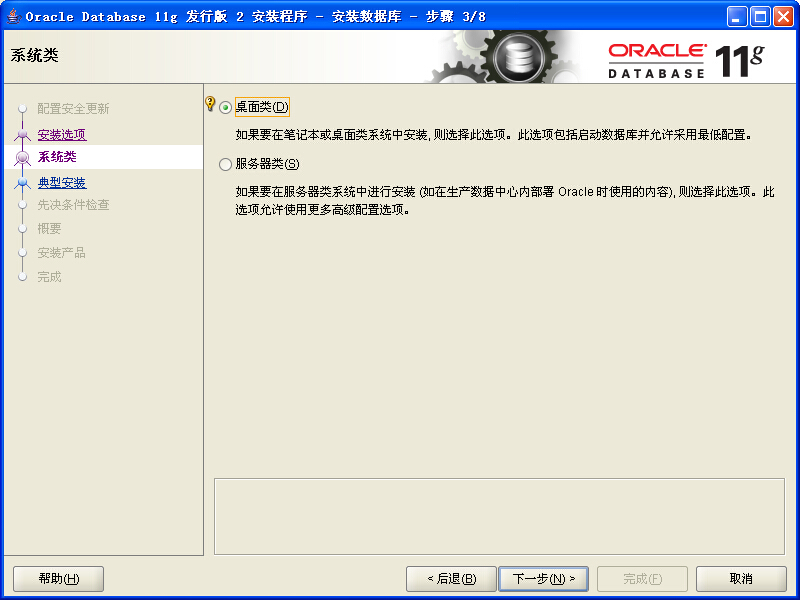 Oracle Database 11g 发行版 2 安装程序 - 安装数据库 - 步骤 3/8
系统类
ORACLE 11g
DATABASE
配置安全更新
安装选项
系统类
典型安装
先决条件检查
概要
安装产品
完成
桌面类(D)
如果要在笔记本或桌面类系统中安装, 则选择此选项。此选项包括启动数据库并允许采用最低配置。
服务器类(S)
如果要在服务器类系统中进行安装 (如在生产数据中心内部署 Oracle 时使用的内容), 则选择此选项。此
选项允许使用更多高级配置选项。
帮助(H)
< 后退(B)
下一步(N) >
完成(F)
取消